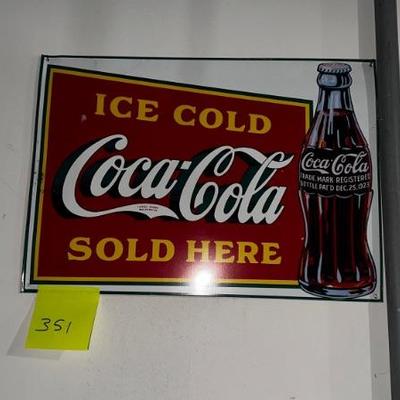 ICE COLD
Coca-Cola
SOLD HERE
Coca-Cola
TRADE MARK REGISTERED
BOTTLE PAT'D DEC. 25, 1923
351